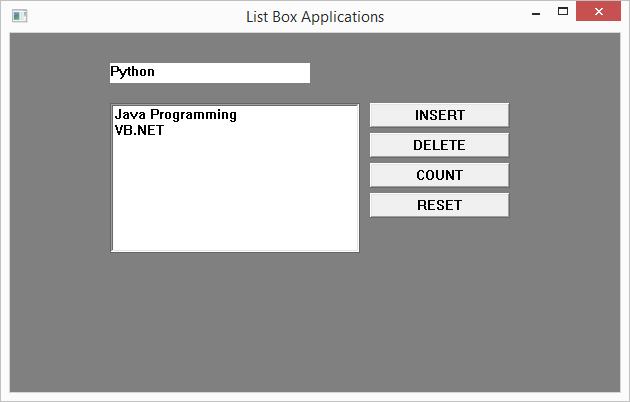 List Box Applications
Python
Java Programming
VB.NET
INSERT
DELETE
COUNT
RESET